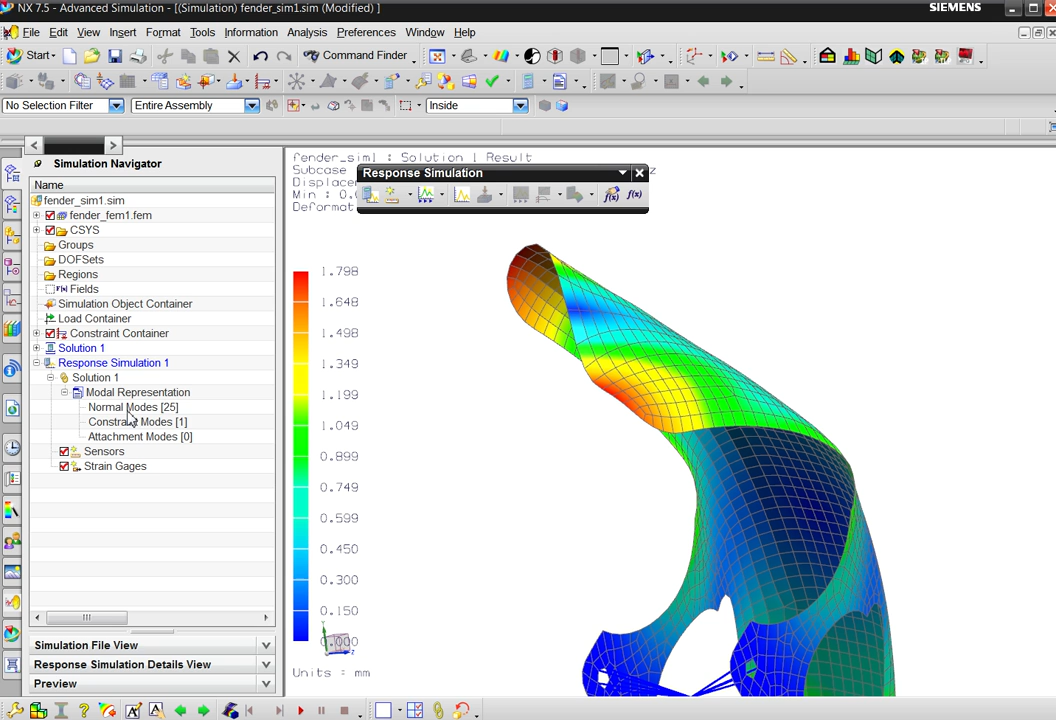 NX 7.5 - Advanced Simulation - [(Simulation) fender_sim1.sim (Modified) ]
SIEMENS
File Edit View Insert Format Tools Information Analysis Preferences Window Help
Start Command Finder
No Selection Filter Entire Assembly Inside
Simulation Navigator
Name
fender_sim1.sim
fender_fem1.fem
CSYS
Groups
DOFSets
Regions
Fields
Simulation Object Container
Load Container
Constraint Container
Solution 1
Response Simulation 1
Solution 1
Modal Representation
Normal Modes [25]
Constraint Modes [1]
Attachment Modes [0]
Sensors
Strain Gages
Simulation File View
Response Simulation Details View
Preview
fender_sim1 : Solution 1 Result
Subcase
Response Simulation
Min : 0.
1.798
1.648
1.498
1.349
1.199
1.049
0.899
0.749
0.599
0.450
0.300
0.150
0.000
Units = mm